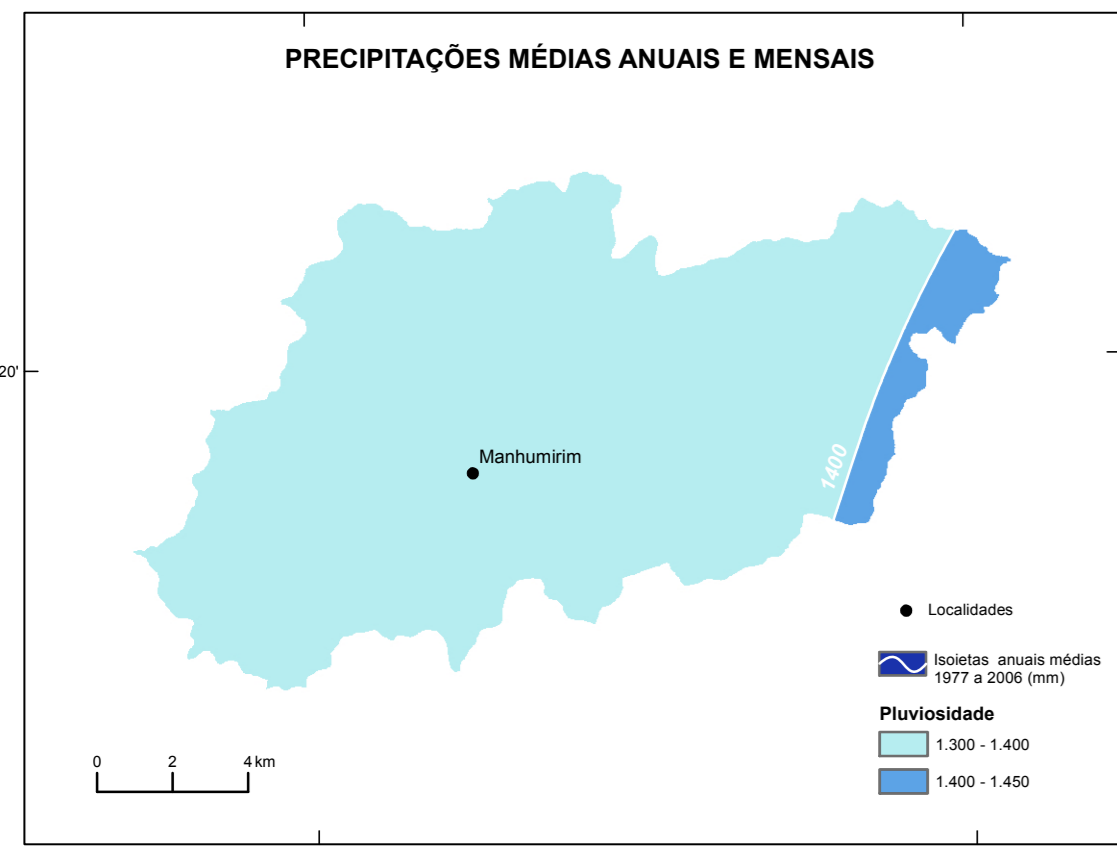 PRECIPITAÇÕES MÉDIAS ANUAIS E MENSAIS
20'
Manhumirim
1400
Localidades
Isoietas anuais médias
1977 a 2006 (mm)
Pluviosidade
1.300 - 1.400
1.400 - 1.450
0 2 4 km